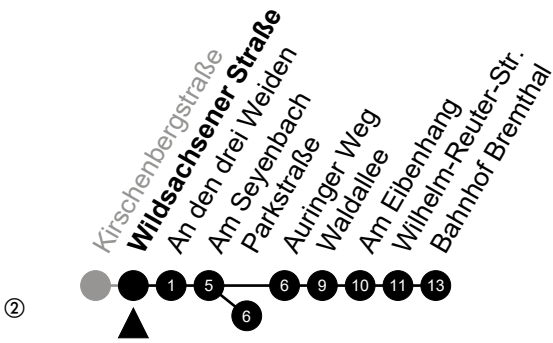 Kirschenbergstraße
Wildsachsener Straße
An den drei Weiden
Am Seyenbach
Parkstraße
Auringer Weg
Waldallee
Am Eibenhang
Wilhelm-Reuter-Str.
Bahnhof Bremthal
1 5 6 9 10 11 13
② 6